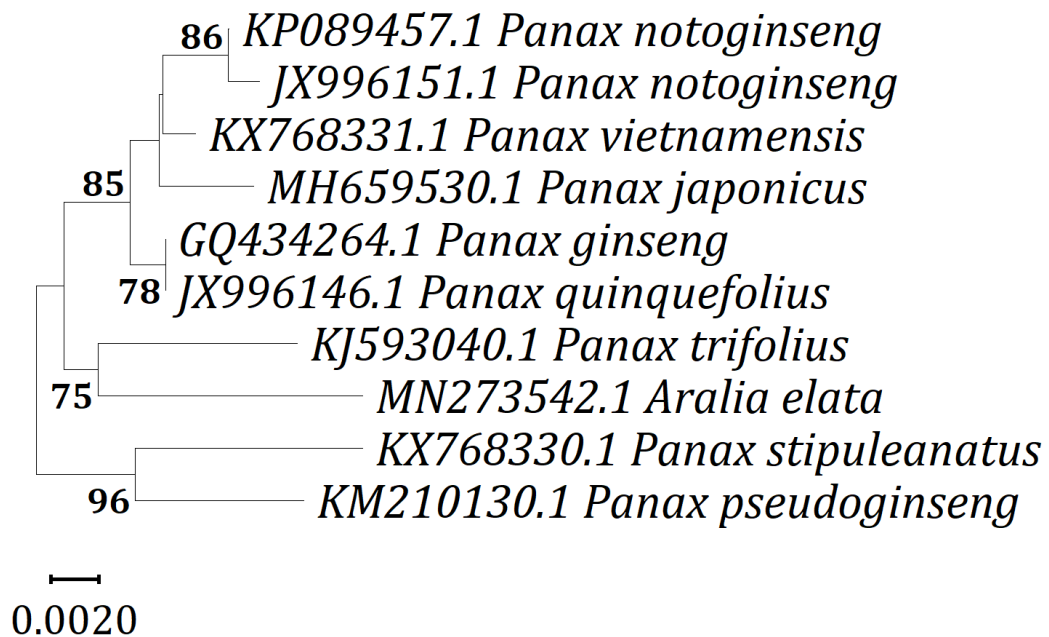 86
KP089457.1 Panax notoginseng
JX996151.1 Panax notoginseng
KX768331.1 Panax vietnamensis
85
MH659530.1 Panax japonicus
GQ434264.1 Panax ginseng
78
JX996146.1 Panax quinquefolius
KJ593040.1 Panax trifolius
75
MN273542.1 Aralia elata
KX768330.1 Panax stipuleanatus
96
KM210130.1 Panax pseudoginseng
0.0020